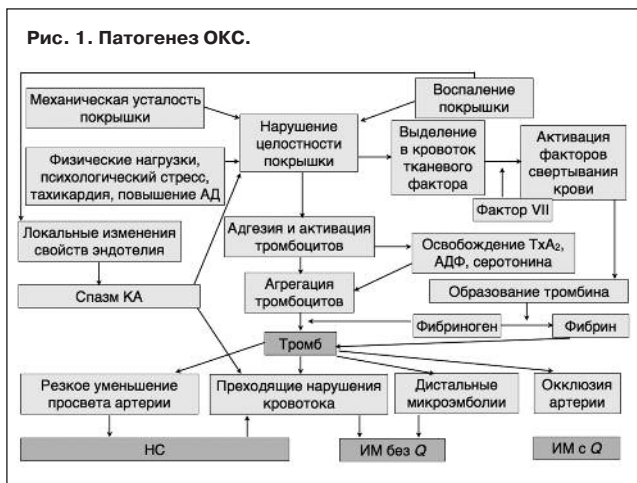 Рис. 1. Патогенез ОКС.
Механическая усталость
покрышки
Воспаление
покрышки
Нарушение
целостности
покрышки
Выделение
в кровоток
тканевого
фактора
Активация
факторов
свертывания
крови
Физические нагрузки,
психологический стресс,
тахикардия, повышение АД
Фактор VII
Локальные изменения
свойств эндотелия
Адгезия и активация
тромбоцитов
Освобождение TxA₂,
АДФ, серотонина
Спазм КА
Агрегация
тромбоцитов
Образование тромбина
Фибриноген
Фибрин
Тромб
Резкое уменьшение
просвета артерии
Преходящие нарушения
кровотока
Дистальные
микроэмболии
Окклюзия
артерии
НС
ИМ без Q
ИМ с Q